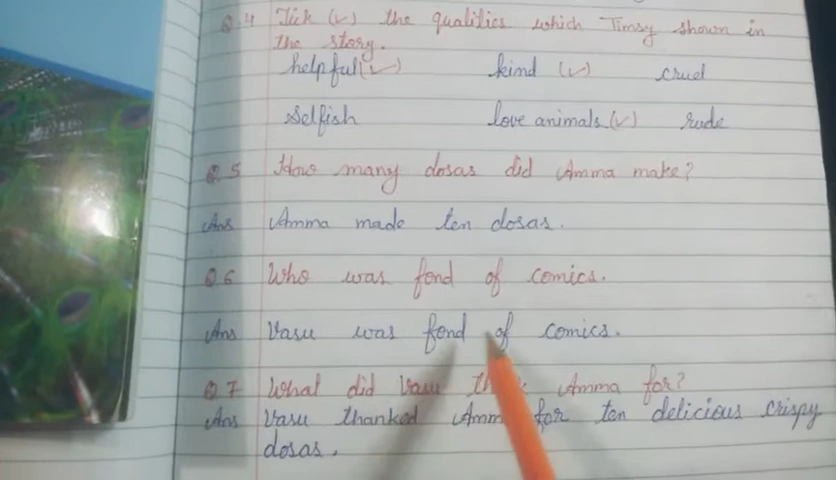 Q.4 Tick (✓) the qualities which Timsy shown in
the story.
helpful(✓) kind (✓) cruel
Selfish love animals(✓) rude
Q.5 How many dosas did Amma make?
Ans Amma made ten dosas.
Q 6 Who was fond of comics.
Ans Vasu was fond of comics.
Q 7 What did Vasu Amma for?
Ans Vasu thanked Amm for ten delicious crispy
dosas.